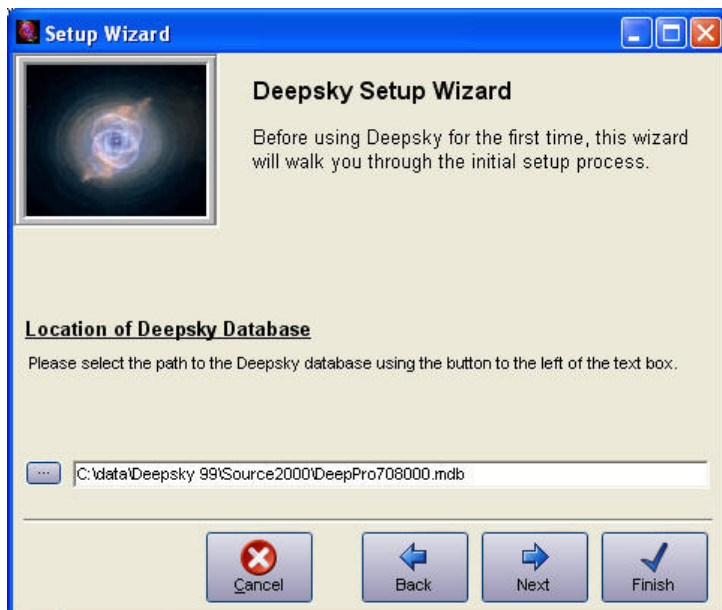 Setup Wizard
Deepsky Setup Wizard
Before using Deepsky for the first time, this wizard
will walk you through the initial setup process.
Location of Deepsky Database
Please select the path to the Deepsky database using the button to the left of the text box.
...
C:\data\Deepsky 99\Source2000\DeepPro708000.mdb
Cancel
Back
Next
Finish